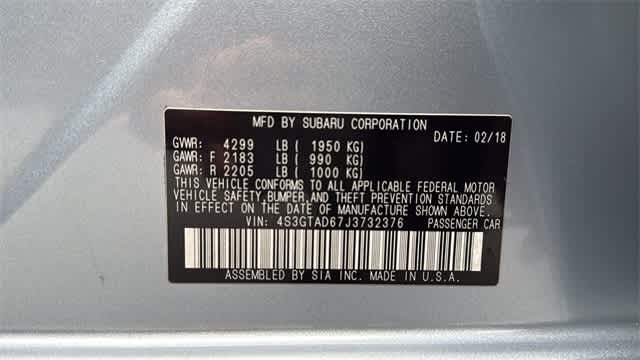 MFD BY SUBARU CORPORATION
DATE: 02/18
GVWR: 4299 LB ( 1950 KG)
GAWR: F 2183 LB ( 990 KG)
GAWR: R 2205 LB ( 1000 KG)
THIS VEHICLE CONFORMS TO ALL APPLICABLE FEDERAL MOTOR
VEHICLE SAFETY,BUMPER,AND THEFT PREVENTION STANDARDS
IN EFFECT ON THE DATE OF MANUFACTURE SHOWN ABOVE.
VIN: 4S3GTAD67J3732376 PASSENGER CAR
ASSEMBLED BY SIA INC. MADE IN U.S.A.